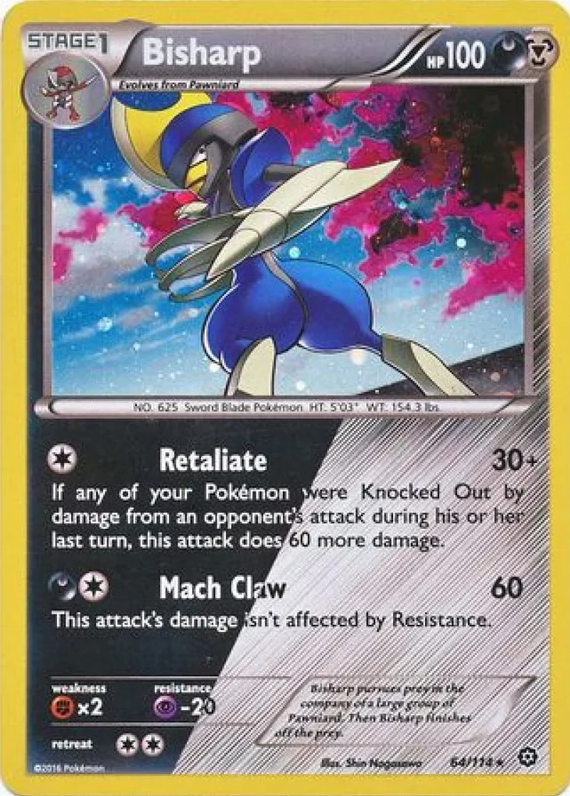 STAGE1
Bisharp
HP100
Evolves from Pawniard
NO. 625 Sword Blade Pokémon HT: 5'03" WT: 154.3 lbs.
Retaliate 30+
If any of your Pokémon were Knocked Out by
damage from an opponent's attack during his or her
last turn, this attack does 60 more damage.
Mach Claw 60
This attack's damage isn't affected by Resistance.
weakness
×2
resistance
-20
retreat
Bisharp pursues prey in the
company of a large group of
Pawniard. Then Bisharp finishes
off the prey.
Illus. Shin Nagasawa
64/114 ★
©2016 Pokémon